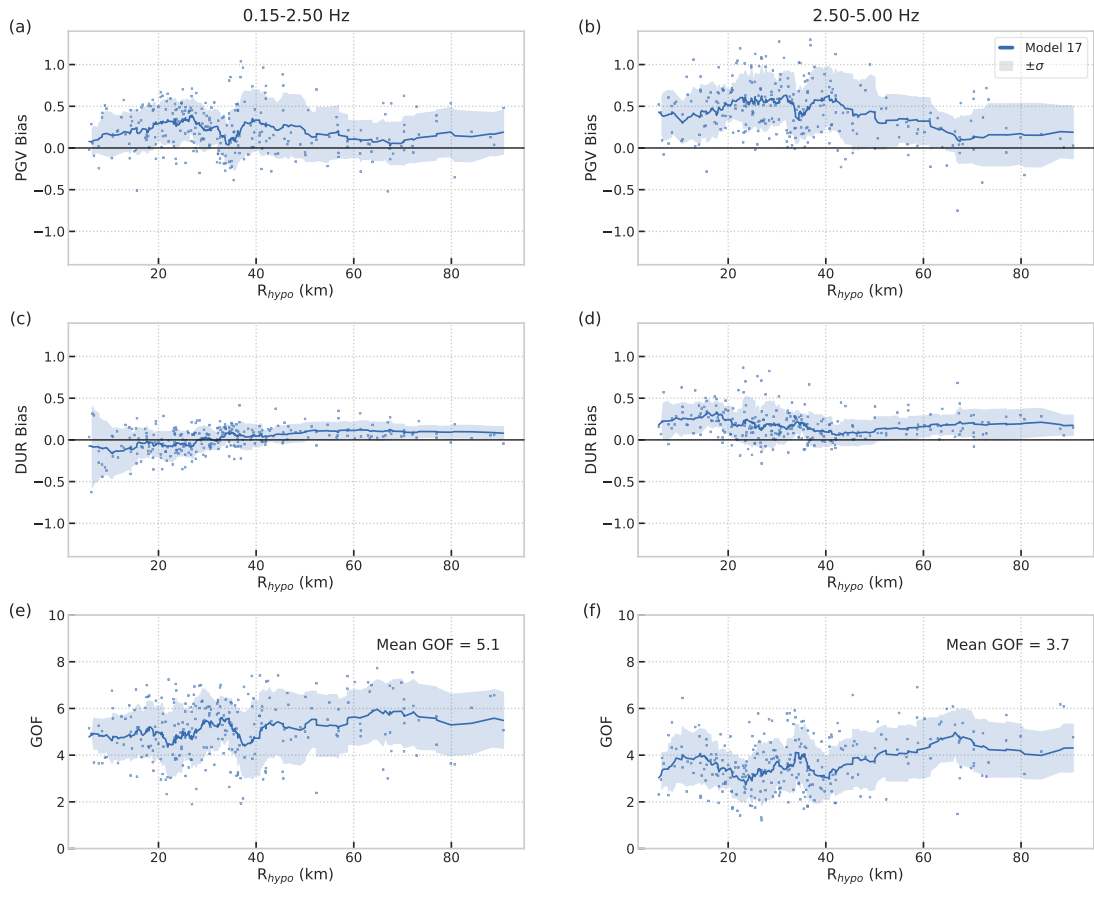 0.15-2.50 Hz
2.50-5.00 Hz
(a)
PGV Bias
1.0
0.5
0.0
−0.5
−1.0
20 40 60 80
R_hypo (km)
(b)
PGV Bias
1.0
0.5
0.0
−0.5
−1.0
Model 17
±σ
20 40 60 80
R_hypo (km)
(c)
DUR Bias
1.0
0.5
0.0
−0.5
−1.0
20 40 60 80
R_hypo (km)
(d)
DUR Bias
1.0
0.5
0.0
−0.5
−1.0
20 40 60 80
R_hypo (km)
(e)
GOF
10
8
6
4
2
0
Mean GOF = 5.1
20 40 60 80
R_hypo (km)
(f)
GOF
10
8
6
4
2
0
Mean GOF = 3.7
20 40 60 80
R_hypo (km)